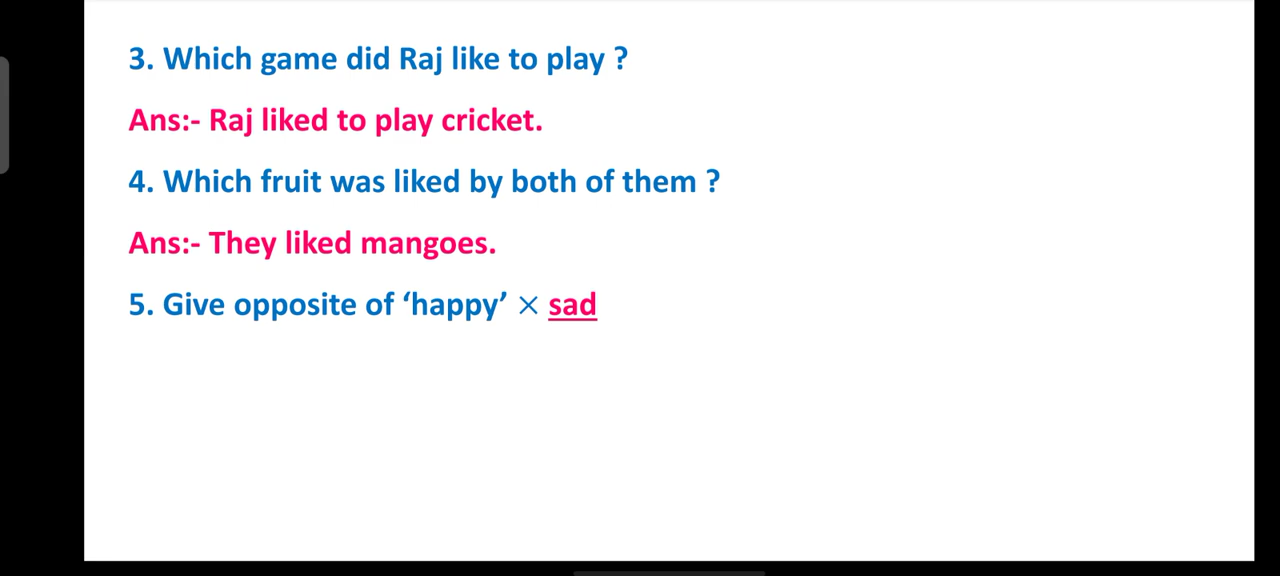 3. Which game did Raj like to play ?
Ans:- Raj liked to play cricket.
4. Which fruit was liked by both of them ?
Ans:- They liked mangoes.
5. Give opposite of ‘happy’ × sad